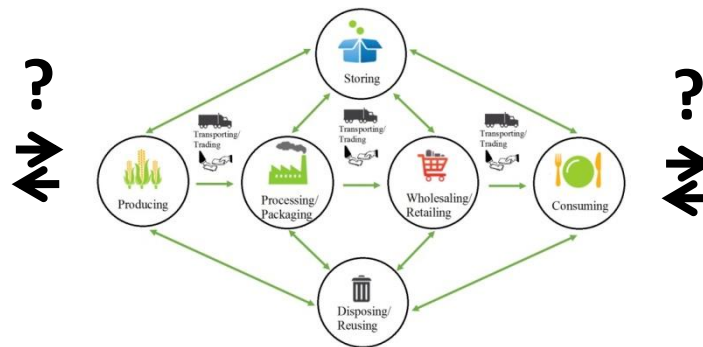 ?
?
Storing
Transporting/
Trading
Transporting/
Trading
Transporting/
Trading
Producing
Processing/
Packaging
Wholesaling/
Retailing
Consuming
Disposing/
Reusing